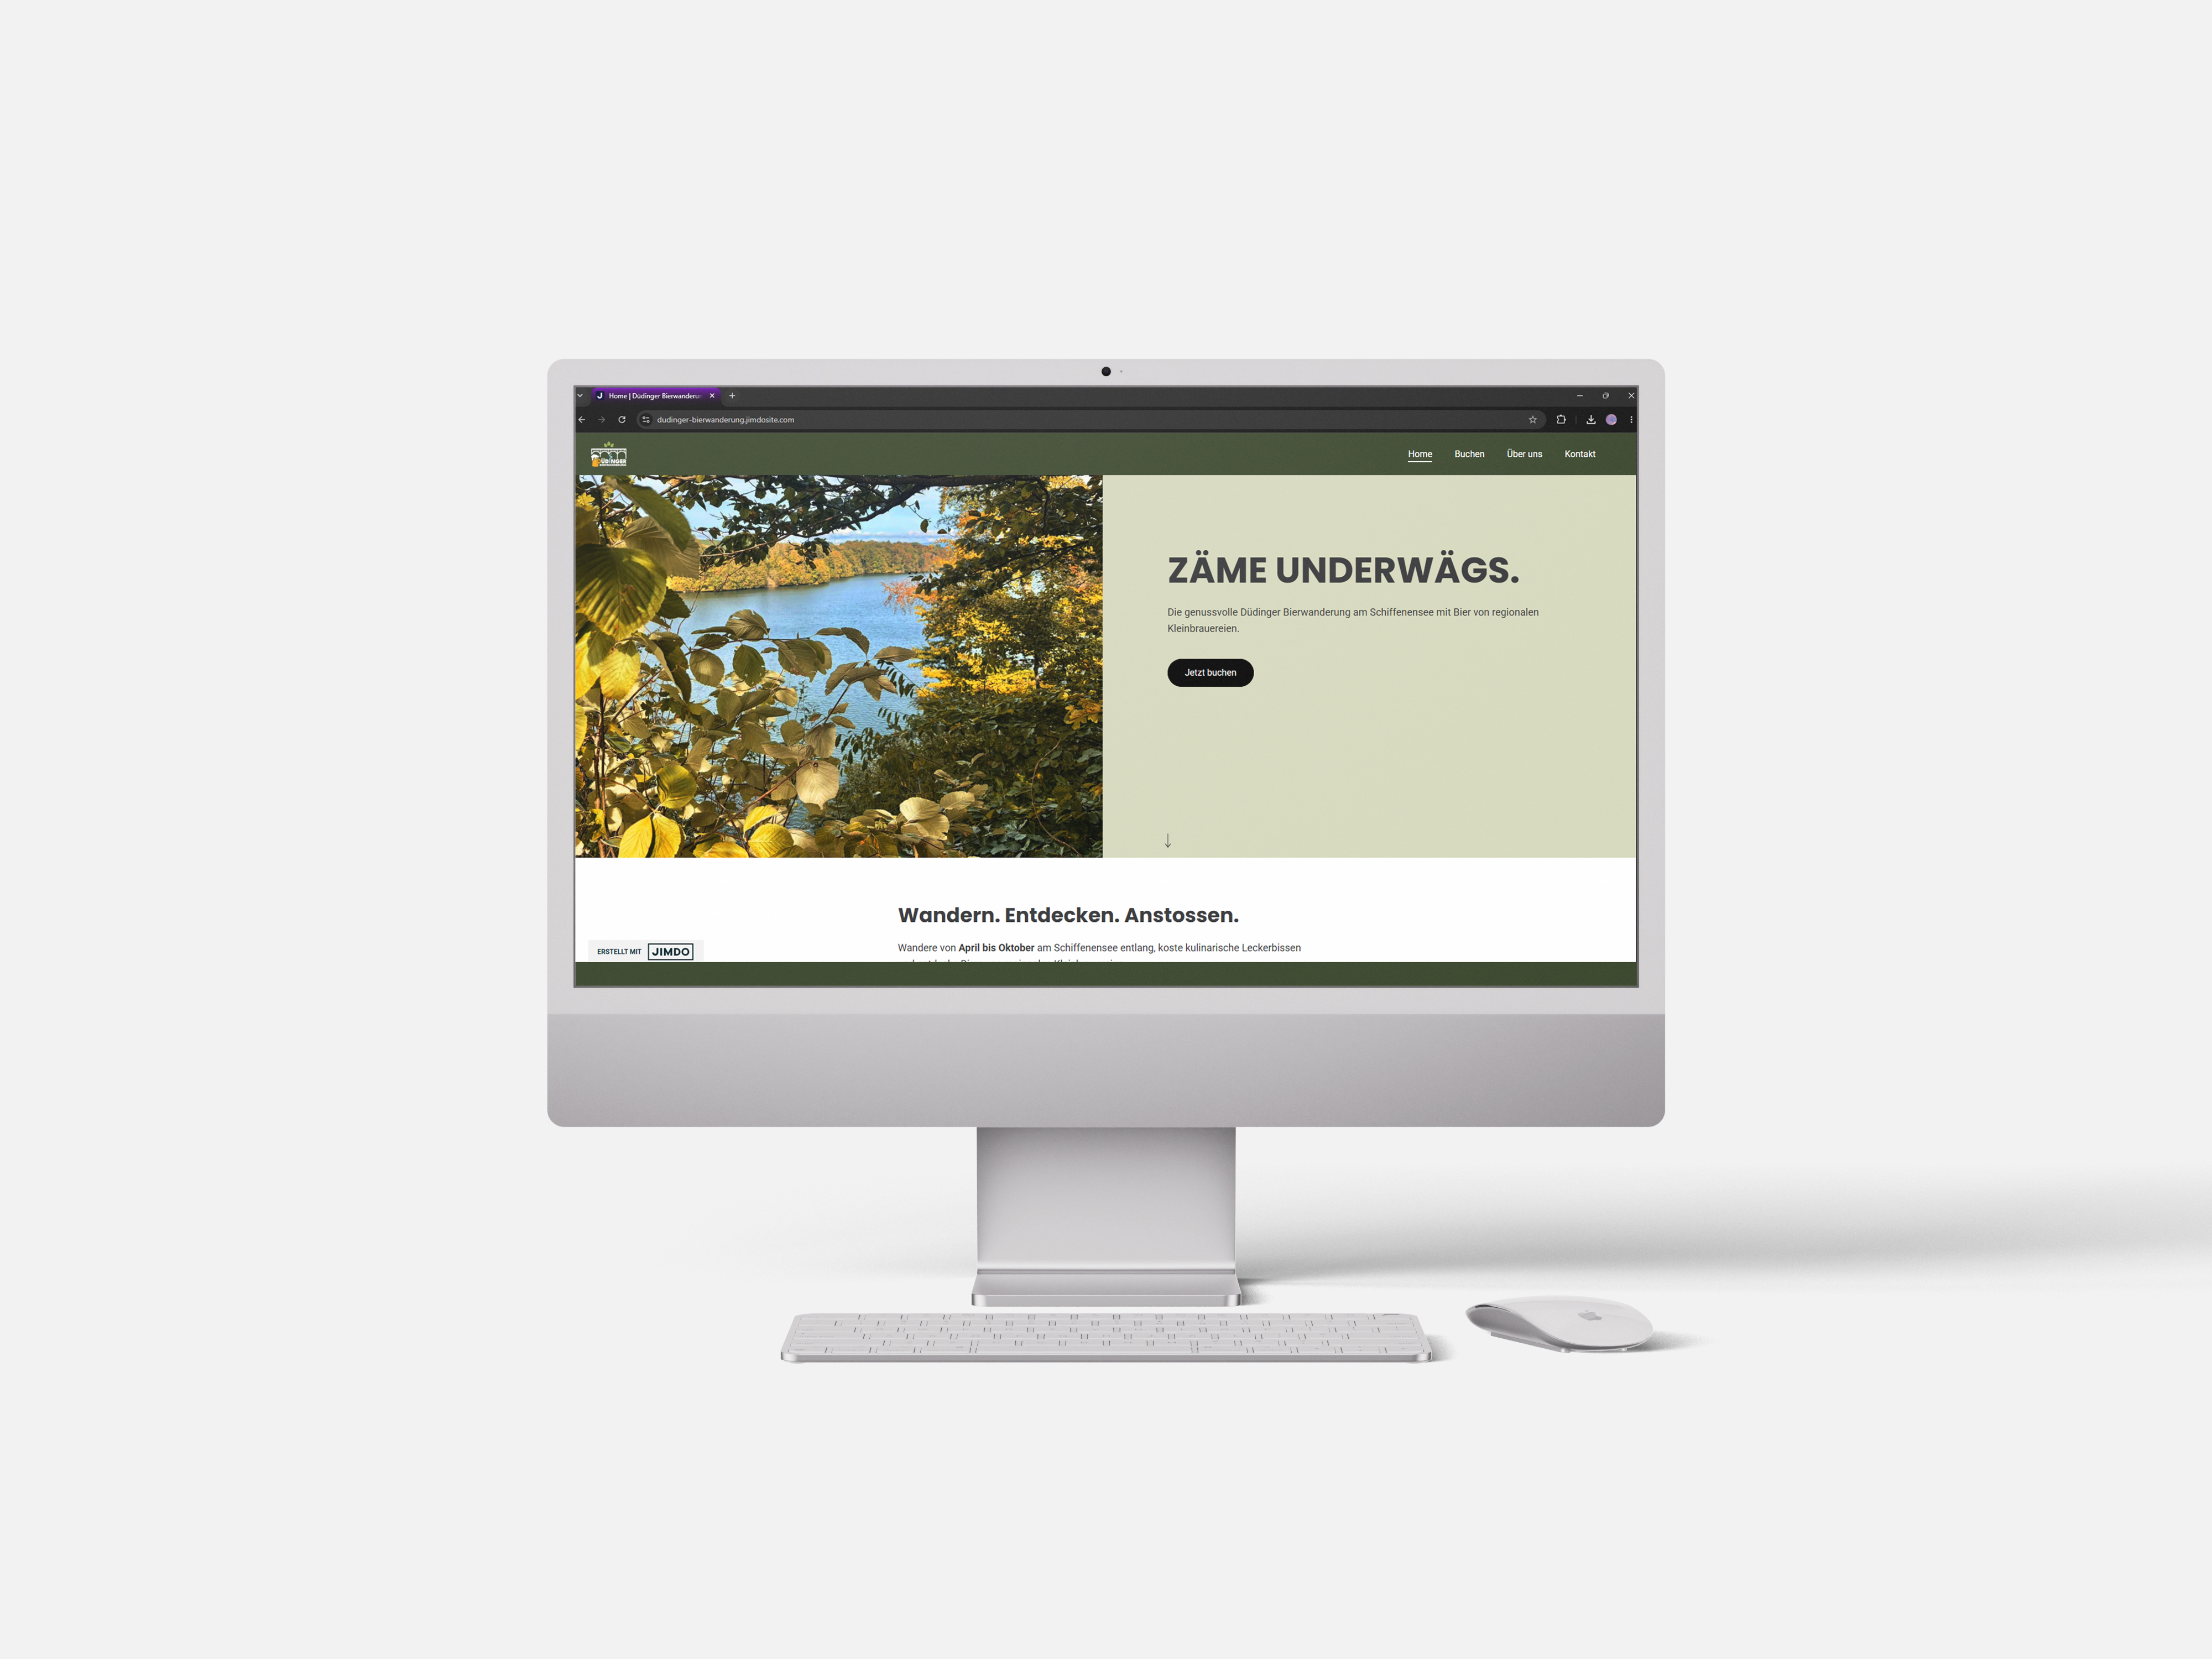 Home | Düdinger Bierwanderun
dudinger-bierwanderung.jimdosite.com
DÜDINGER
Home Buchen Über uns Kontakt
ZÄME UNDERWÄGS.
Die genussvolle Düdinger Bierwanderung am Schiffenensee mit Bier von regionalen
Kleinbrauereien.
Jetzt buchen
Wandern. Entdecken. Anstossen.
Wandere von April bis Oktober am Schiffenensee entlang, koste kulinarische Leckerbissen
ERSTELLT MIT JIMDO